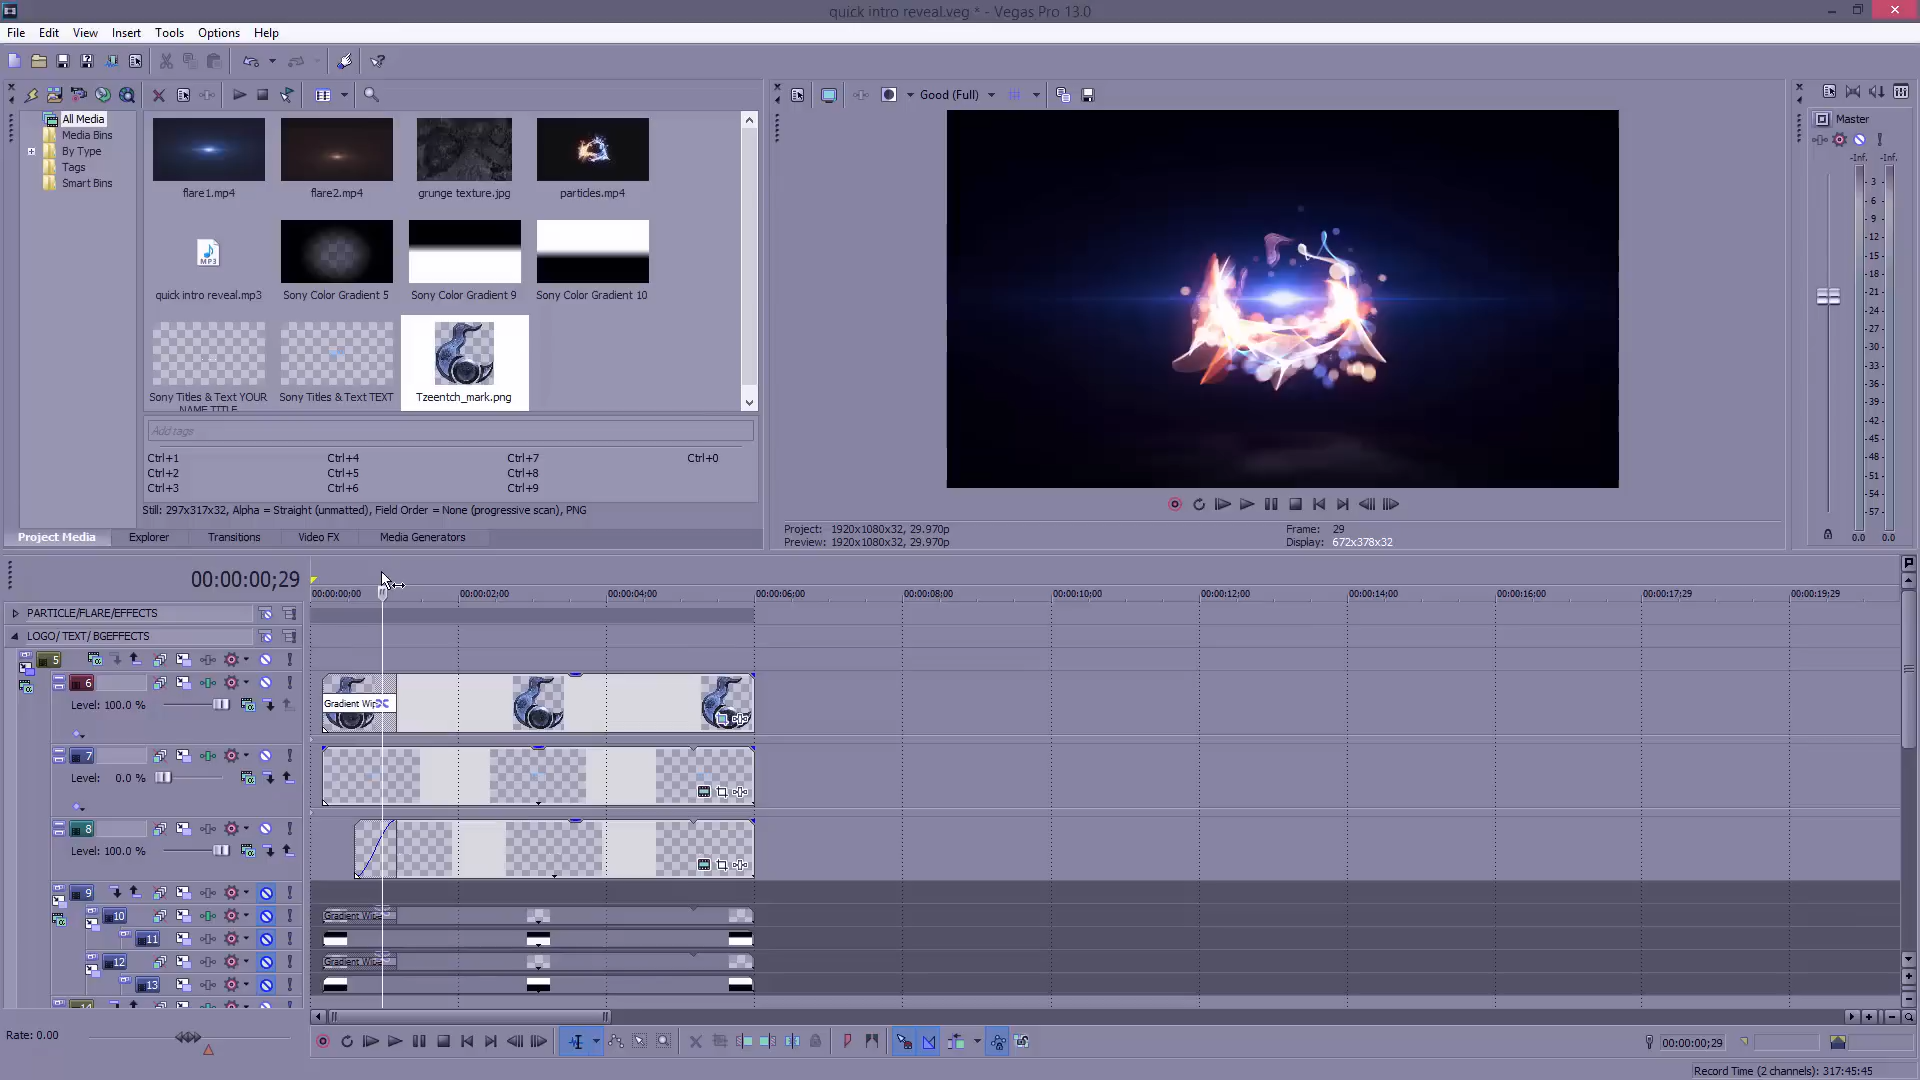 quick intro reveal.veg * - Vegas Pro 13.0
File Edit View Insert Tools Options Help
Good (Full)
All Media
Media Bins
By Type
Tags
Smart Bins
flare1.mp4 flare2.mp4 grunge texture.jpg particles.mp4
MP3
quick intro reveal.mp3 Sony Color Gradient 5 Sony Color Gradient 9 Sony Color Gradient 10
Sony Titles & Text YOUR NAME TITLE Sony Titles & Text TEXT Tzeentch_mark.png
Add tags
Ctrl+1 Ctrl+4 Ctrl+7 Ctrl+0
Ctrl+2 Ctrl+5 Ctrl+8
Ctrl+3 Ctrl+6 Ctrl+9
Still: 297x317x32, Alpha = Straight (unmatted), Field Order = None (progressive scan), PNG
Project Media Explorer Transitions Video FX Media Generators
Project: 1920x1080x32, 29.970p Frame: 29
Preview: 1920x1080x32, 29.970p Display: 672x378x32
Master
-Inf. -Inf.
3
6
9
12
15
18
21
24
27
30
33
36
39
42
45
48
51
54
57
0.0 0.0
00:00:00;29
00:00:00;00 00:00:02;00 00:00:04;00 00:00:06;00 00:00:08;00 00:00:10;00 00:00:12;00 00:00:14;00 00:00:16;00 00:00:17;29 00:00:19;29
PARTICLE/FLARE/EFFECTS
LOGO/ TEXT/ BGEFFECTS
5
6
Level: 100.0 %
Gradient Wip
7
Level: 0.0 %
8
Level: 100.0 %
9
10
Gradient Wipe
11
12
Gradient Wipe
13
14
Rate: 0.00
00:00:00;29
Record Time (2 channels): 317:45:45